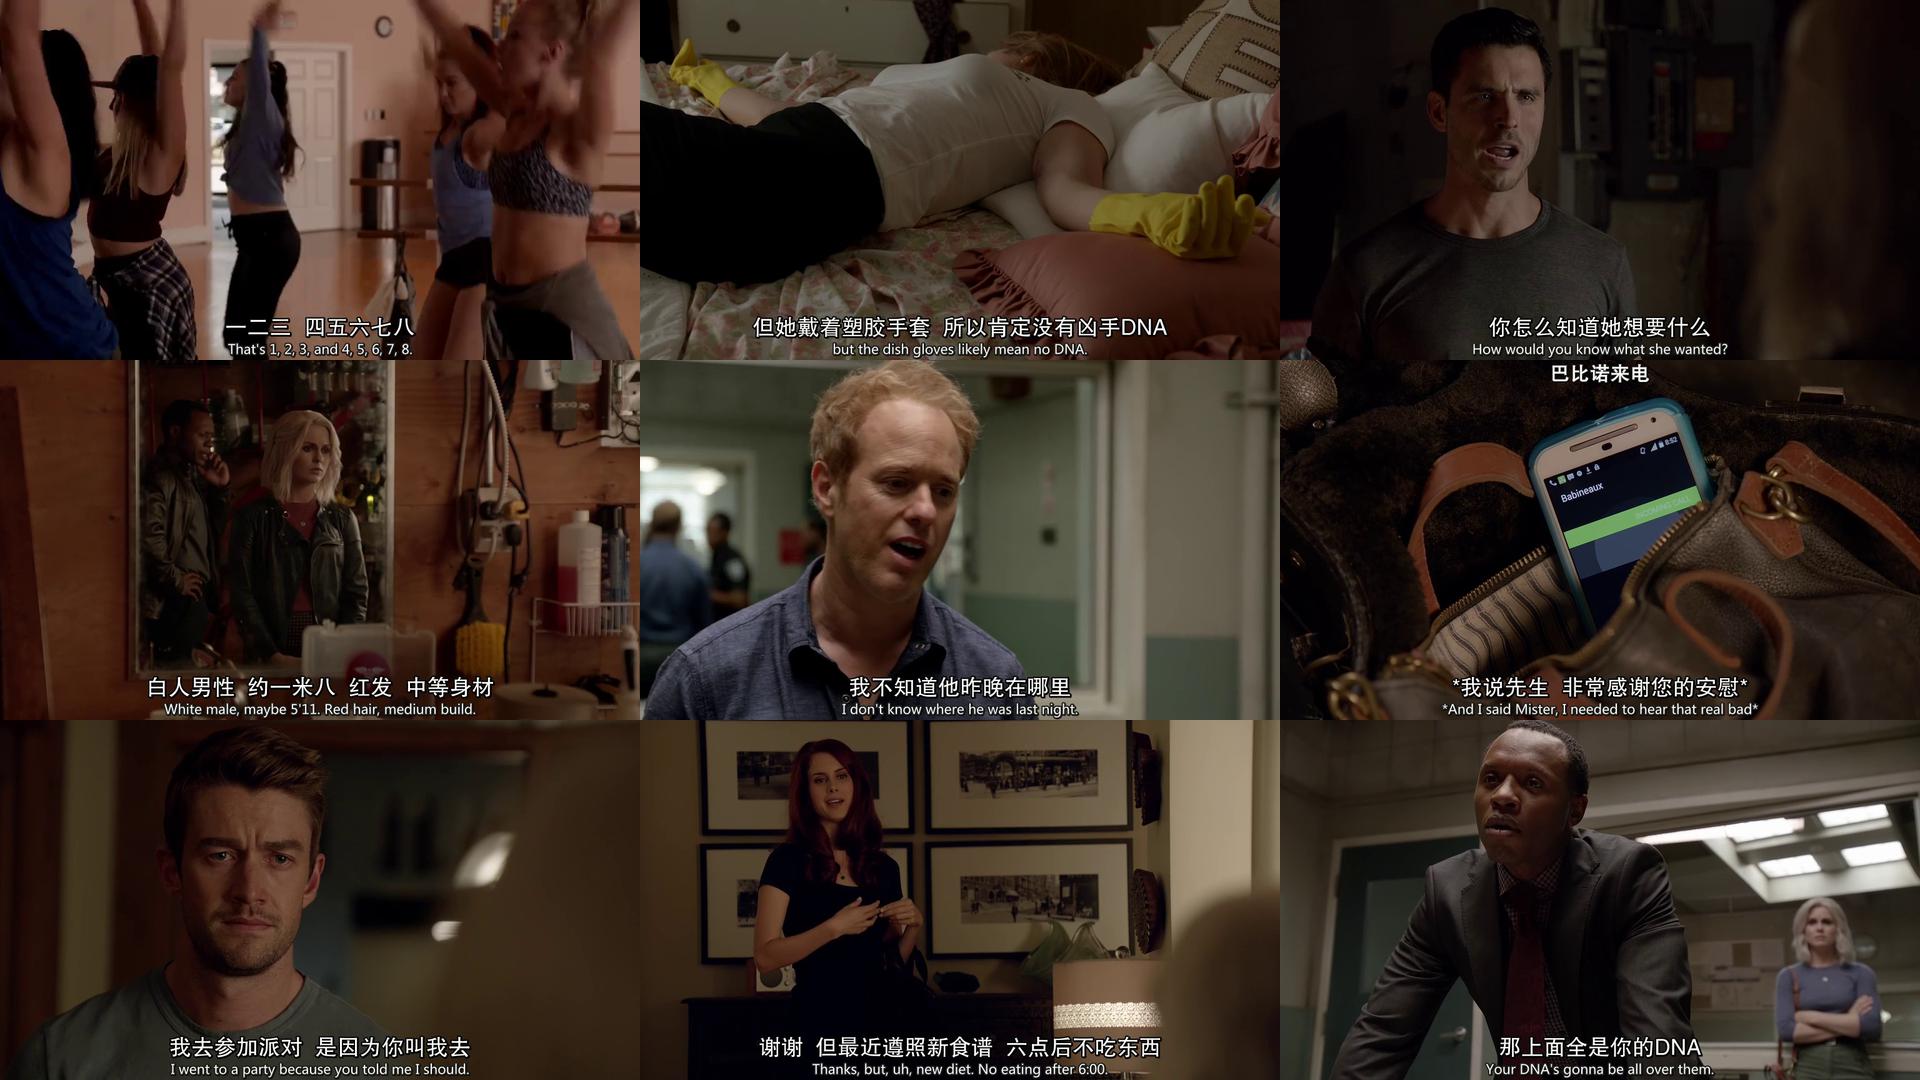 一二三 四五六七八
That's 1, 2, 3, and 4, 5, 6, 7, 8.
但她戴着塑胶手套 所以肯定没有凶手DNA
but the dish gloves likely mean no DNA.
你怎么知道她想要什么
How would you know what she wanted?
白人男性 约一米八 红发 中等身材
White male, maybe 5'11. Red hair, medium build.
我不知道他昨晚在哪里
I don't know where he was last night.
巴比诺来电
8:52
Babineaux
INCOMING CALL
*我说先生 非常感谢您的安慰*
*And I said Mister, I needed to hear that real bad*
我去参加派对 是因为你叫我去
I went to a party because you told me I should.
谢谢 但最近遵照新食谱 六点后不吃东西
Thanks, but, uh, new diet. No eating after 6:00.
那上面全是你的DNA
Your DNA's gonna be all over them.